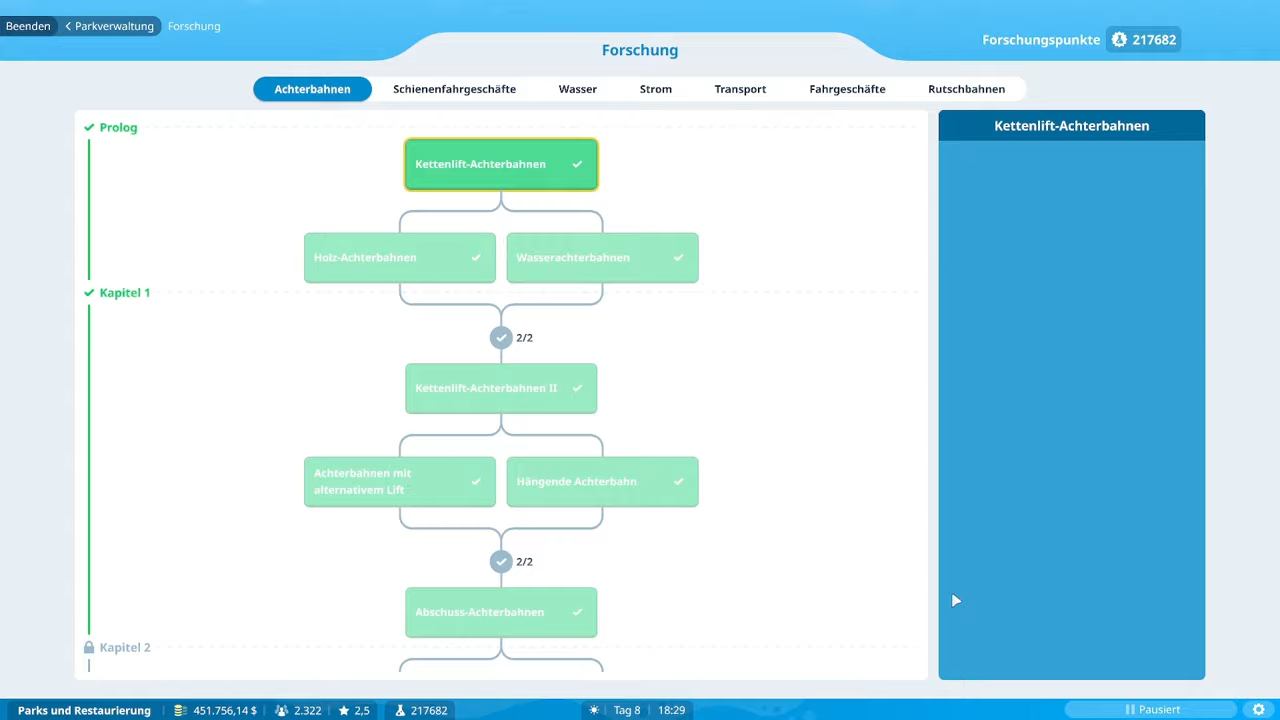 Beenden
Parkverwaltung
Forschung
Forschung
Forschungspunkte 217682
Achterbahnen
Schienenfahrgeschäfte
Wasser
Strom
Transport
Fahrgeschäfte
Rutschbahnen
Prolog
Kettenlift-Achterbahnen
Holz-Achterbahnen
Wasserachterbahnen
Kapitel 1
2/2
Kettenlift-Achterbahnen II
Achterbahnen mit
alternativem Lift
Hängende Achterbahn
2/2
Abschuss-Achterbahnen
Kapitel 2
Kettenlift-Achterbahnen
Parks und Restaurierung
451.756,14 $
2.322
2,5
217682
Tag 8
18:29
Pausiert